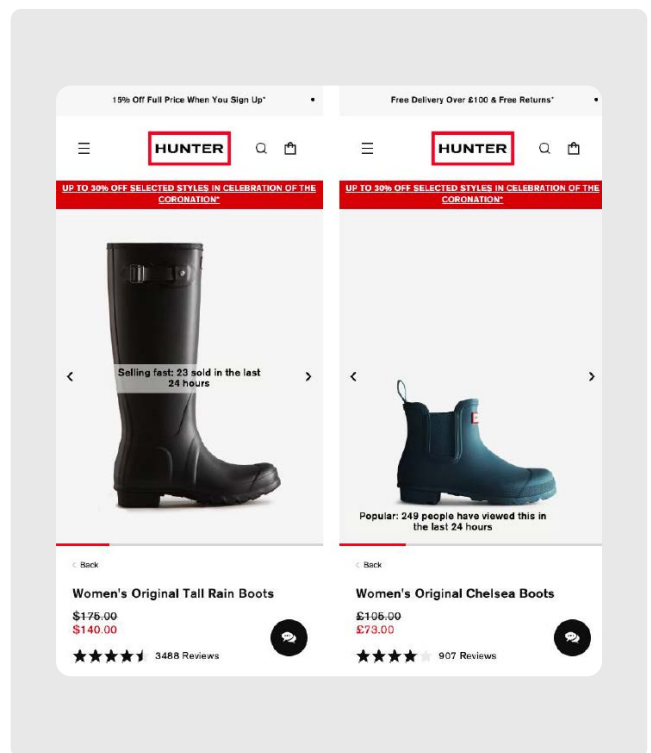 15% Off Full Price When You Sign Up*
HUNTER
UP TO 30% OFF SELECTED STYLES IN CELEBRATION OF THE
CORONATION*
Selling fast: 23 sold in the last
24 hours
Back
Women's Original Tall Rain Boots
$175.00
$140.00
3488 Reviews
Free Delivery Over £100 & Free Returns*
HUNTER
UP TO 30% OFF SELECTED STYLES IN CELEBRATION OF THE
CORONATION*
Popular: 249 people have viewed this in
the last 24 hours
Back
Women's Original Chelsea Boots
£105.00
£73.00
907 Reviews